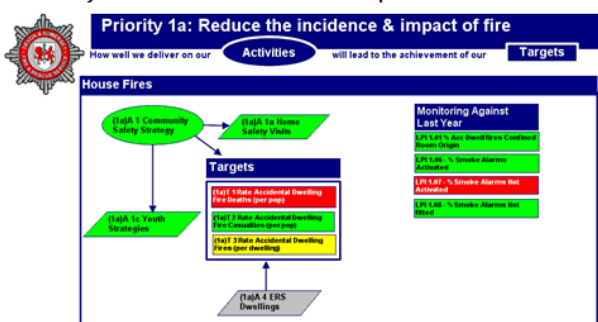 Priority 1a: Reduce the incidence & impact of fire
How well we deliver on our
Activities
will lead to the achievement of our
Targets
House Fires
(1a)A 1 Community
Safety Strategy
(1a)A 1a Home
Safety Visits
Monitoring Against
Last Year
LPI 1.01 % Acc Dwell fires Confined
Room Origin
LPI 1.06 - % Smoke Alarms
Activated
LPI 1.07 - % Smoke Alarms Not
Activated
LPI 1.08 - % Smoke Alarms Not
fitted
Targets
(1a)T 1 Rate Accidental Dwelling
Fire Deaths (per pop)
(1a)T 2 Rate Accidental Dwelling
Fire Casualties (per pop)
(1a)T 3 Rate Accidental Dwelling
Fires (per dwelling)
(1a)A 1c Youth
Strategies
(1a)A 4 ERS
Dwellings